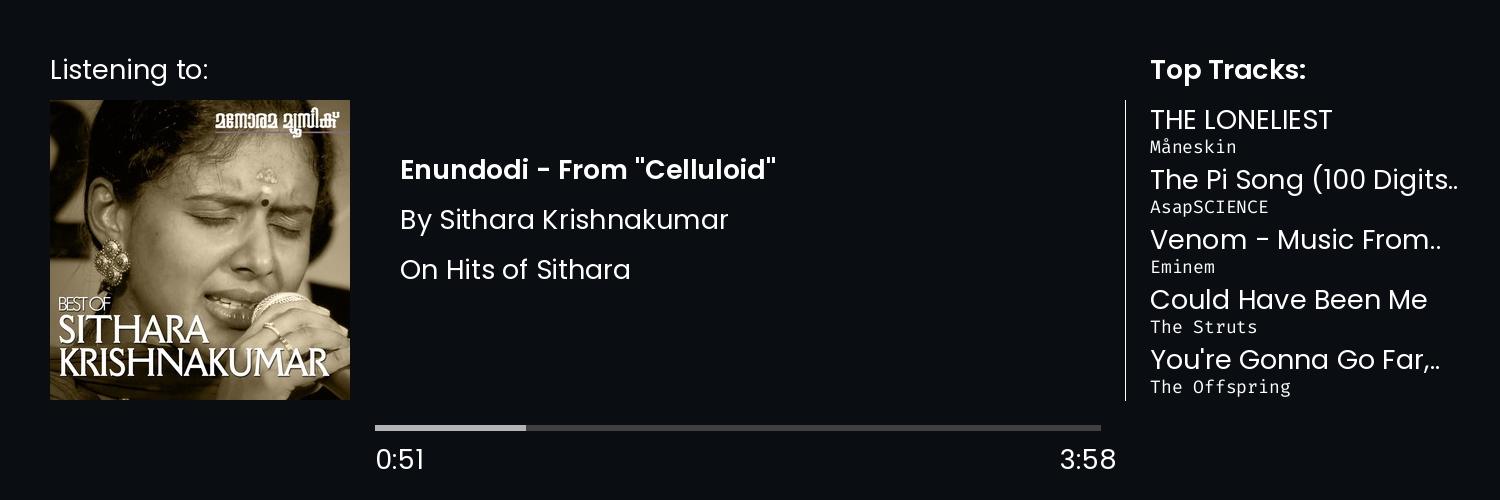 Listening to:
മനോരമ മ്യൂസിക്
BEST OF
SITHARA
KRISHNAKUMAR
Enundodi - From "Celluloid"
By Sithara Krishnakumar
On Hits of Sithara
0:51
3:58
Top Tracks:
THE LONELIEST
Måneskin
The Pi Song (100 Digits..
AsapSCIENCE
Venom - Music From..
Eminem
Could Have Been Me
The Struts
You're Gonna Go Far,..
The Offspring